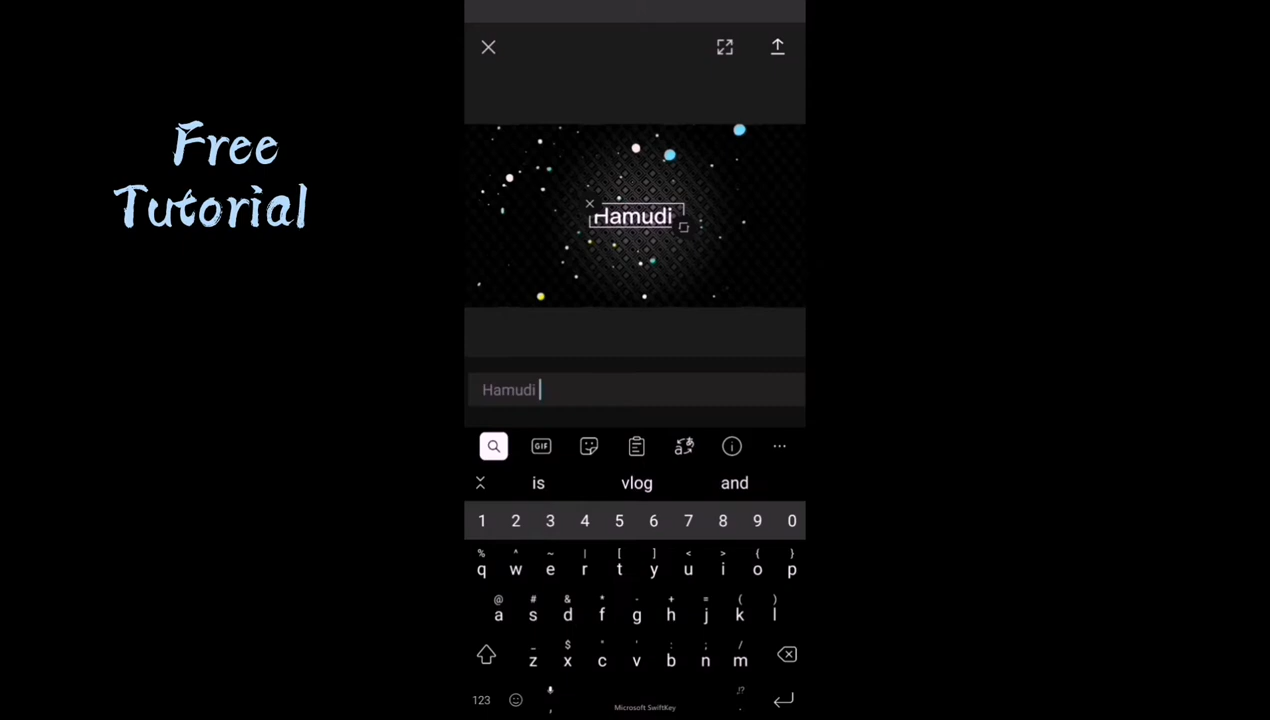 Free
Tutorial
Hamudi
Hamudi
GIF
is vlog and
1 2 3 4 5 6 7 8 9 0
% ^ ~ | [ ] < > { }
q w e r t y u i o p
@ # & * - + = ( )
a s d f g h j k l
_ $ " ' : ; /
z x c v b n m
123 , Microsoft SwiftKey .